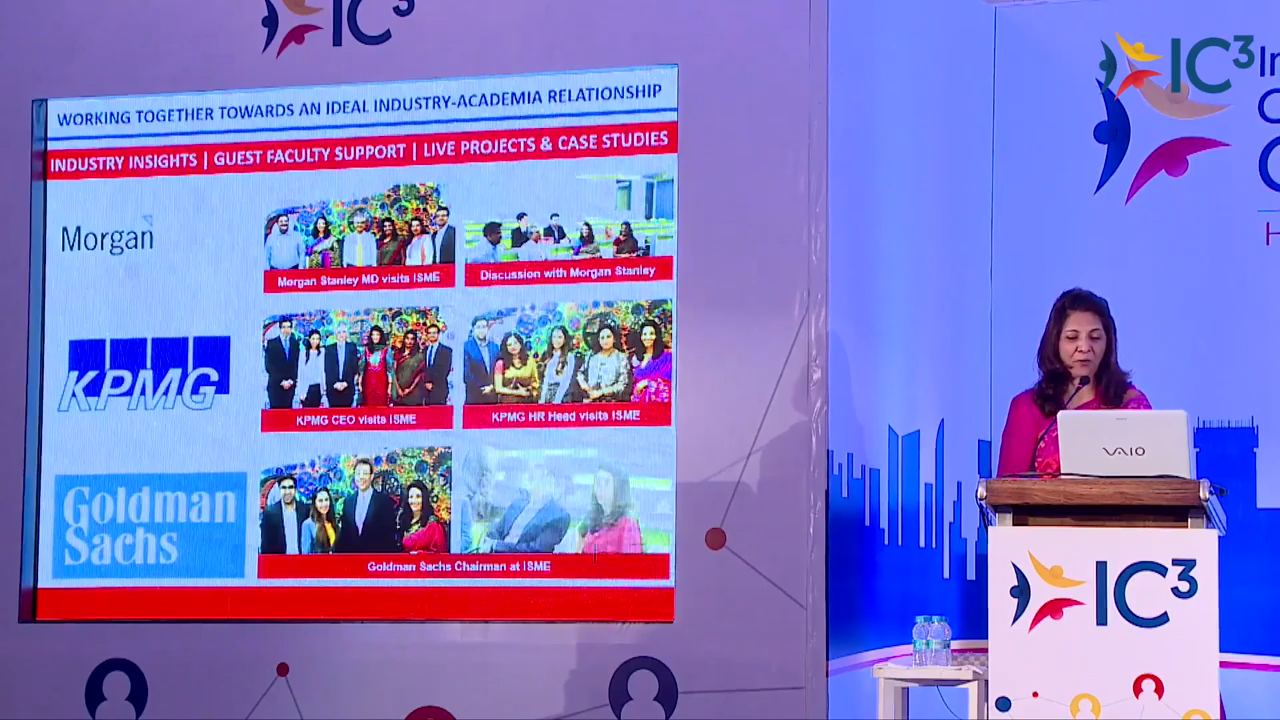 IC3
WORKING TOGETHER TOWARDS AN IDEAL INDUSTRY-ACADEMIA RELATIONSHIP
INDUSTRY INSIGHTS | GUEST FACULTY SUPPORT | LIVE PROJECTS & CASE STUDIES
Morgan
Morgan Stanley MD visits ISME
Discussion with Morgan Stanley
KPMG
KPMG CEO visits ISME
KPMG HR Head visits ISME
Goldman
Sachs
Goldman Sachs Chairman at ISME
IC3
VAIO
IC3